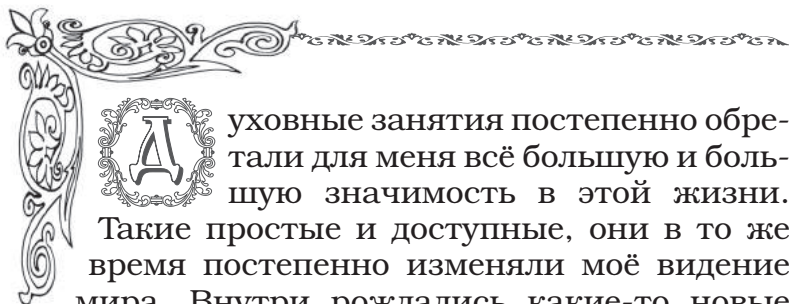 Духовные занятия постепенно обре-
тали для меня всё большую и боль-
шую значимость в этой жизни.
Такие простые и доступные, они в то же
время постепенно изменяли моё видение
мира. Внутри рождались какие-то новые